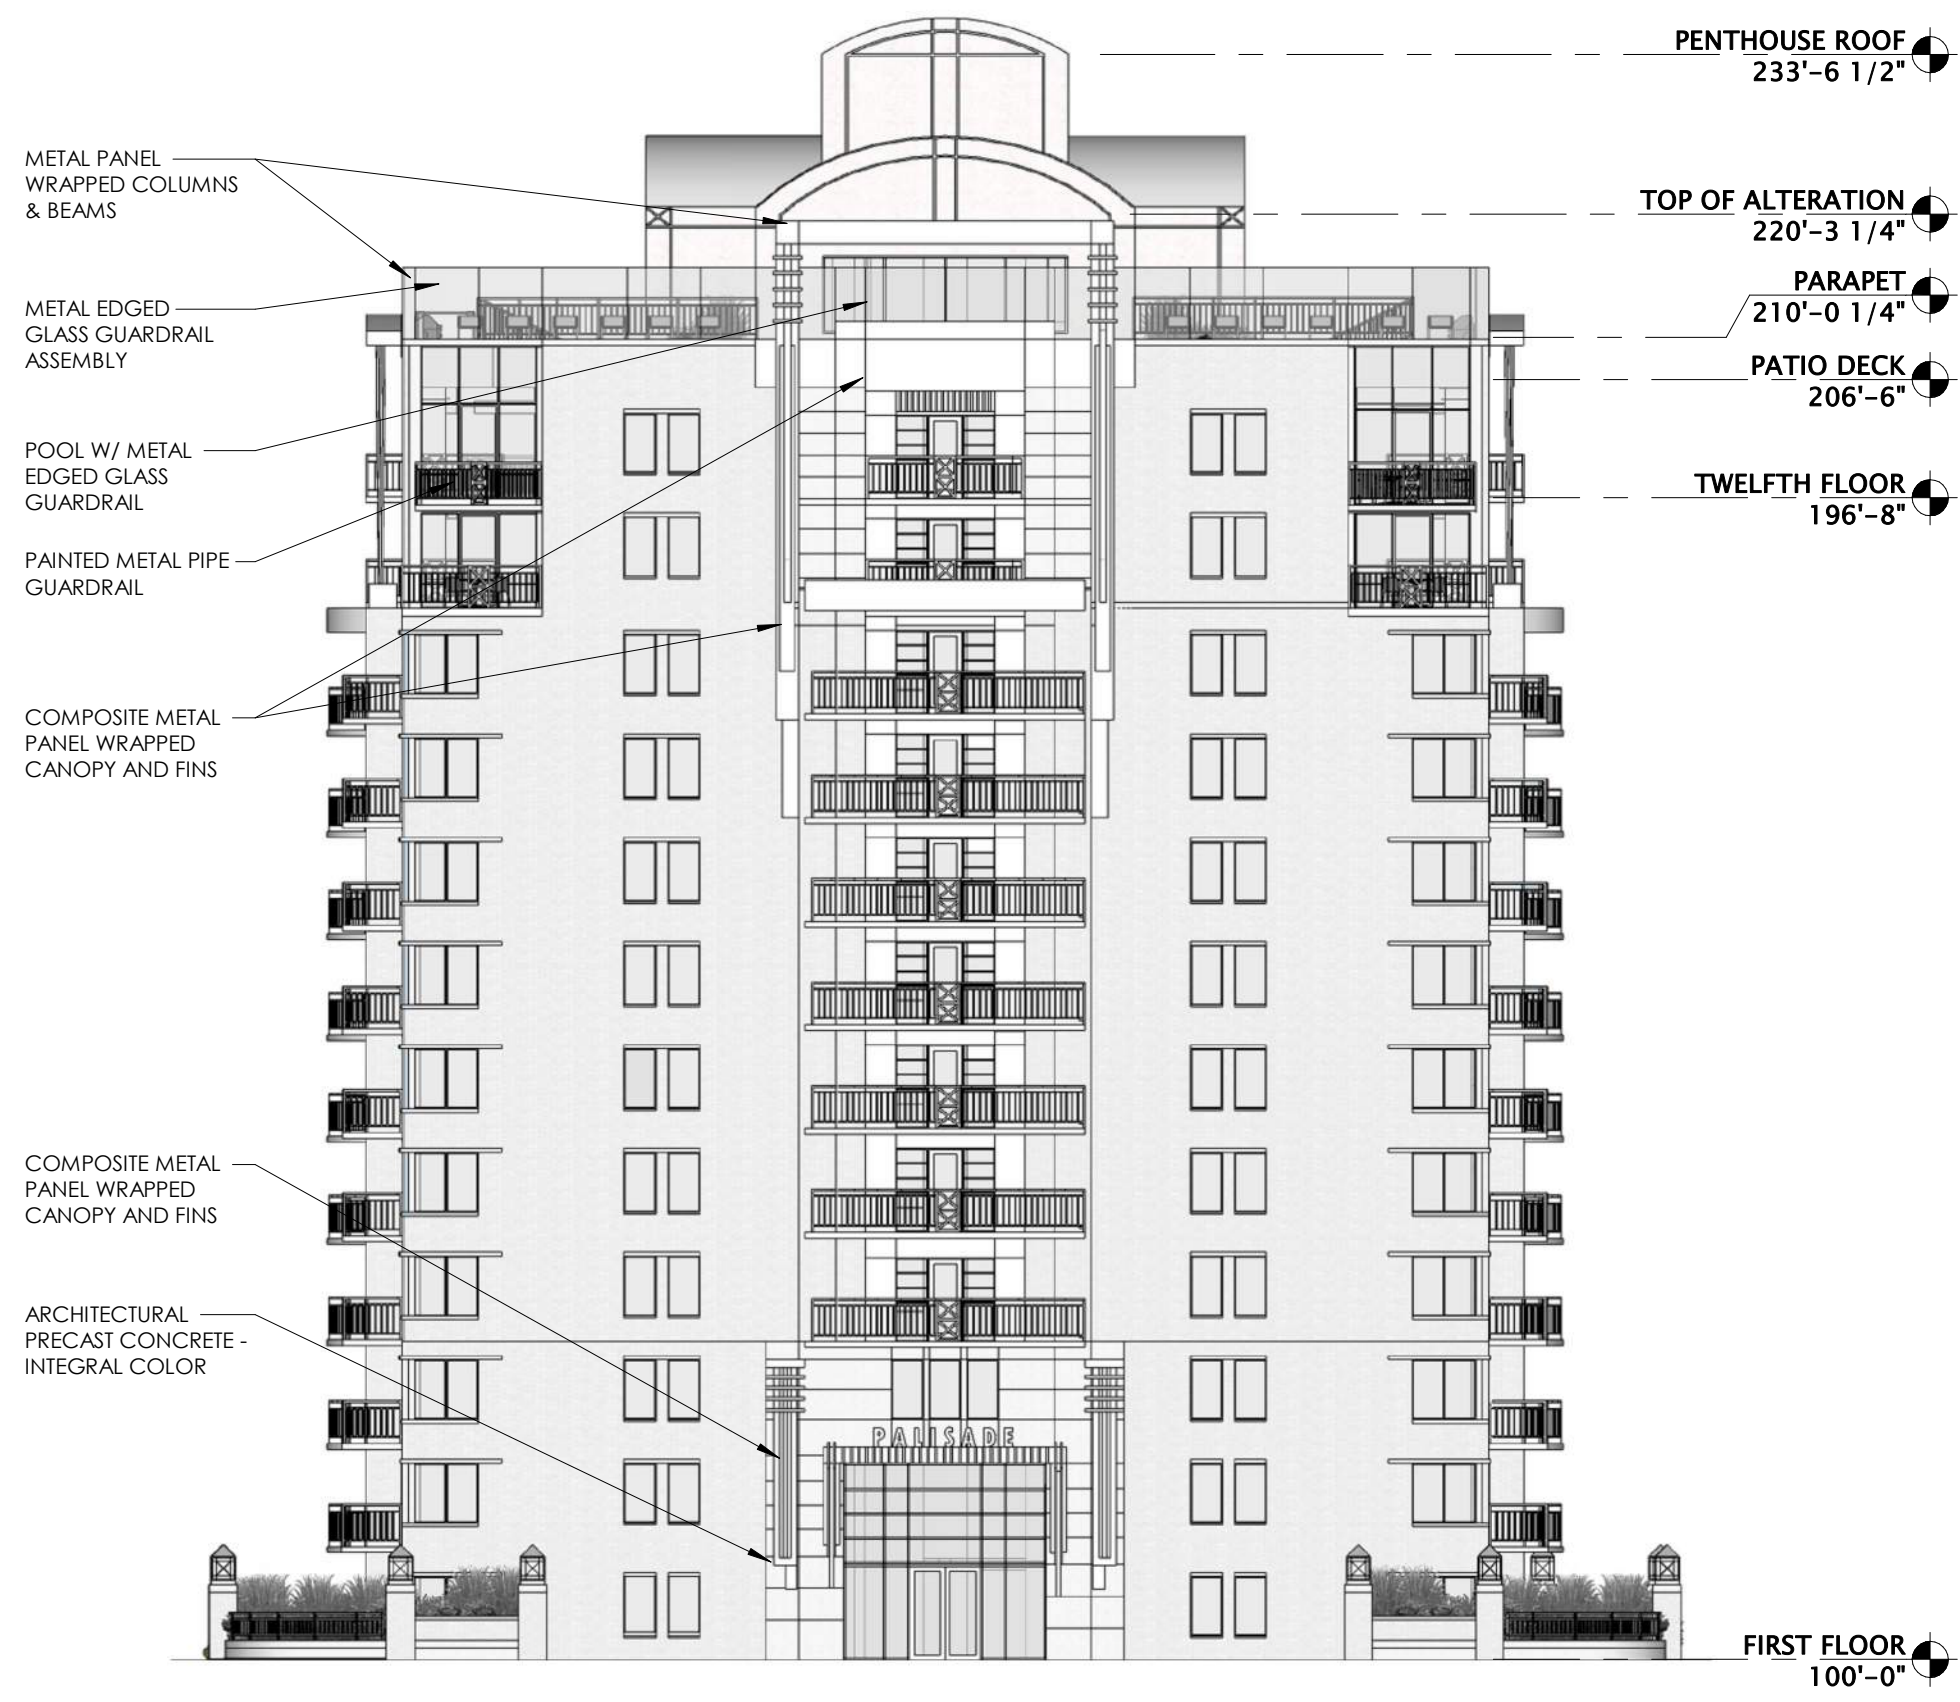 PENTHOUSE ROOF
233'-6 1/2"
METAL PANEL
WRAPPED COLUMNS
& BEAMS
TOP OF ALTERATION
220'-3 1/4"
PARAPET
210'-0 1/4"
METAL EDGED
GLASS GUARDRAIL
ASSEMBLY
PATIO DECK
206'-6"
POOL W/ METAL
EDGED GLASS
GUARDRAIL
TWELFTH FLOOR
196'-8"
PAINTED METAL PIPE
GUARDRAIL
COMPOSITE METAL
PANEL WRAPPED
CANOPY AND FINS
COMPOSITE METAL
PANEL WRAPPED
CANOPY AND FINS
ARCHITECTURAL
PRECAST CONCRETE -
INTEGRAL COLOR
PALISADE
FIRST FLOOR
100'-0"